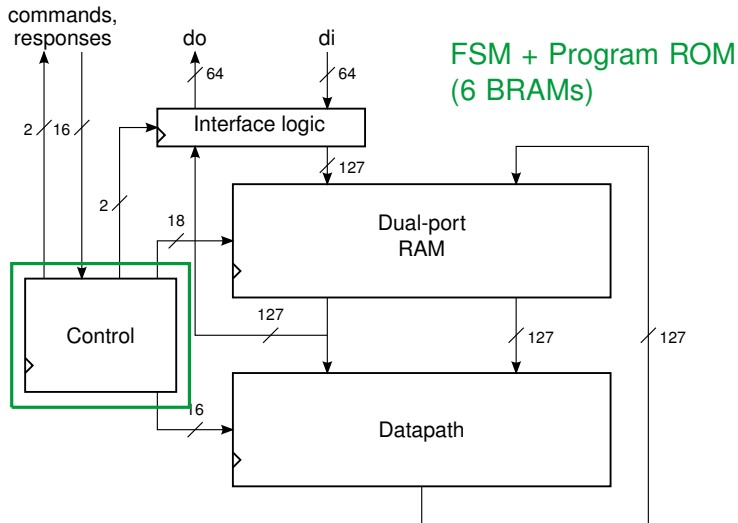 commands,
responses
do
di
FSM + Program ROM
(6 BRAMs)
64
64
Interface logic
2
16
127
2
18
Dual-port
RAM
Control
127
127
127
16
Datapath